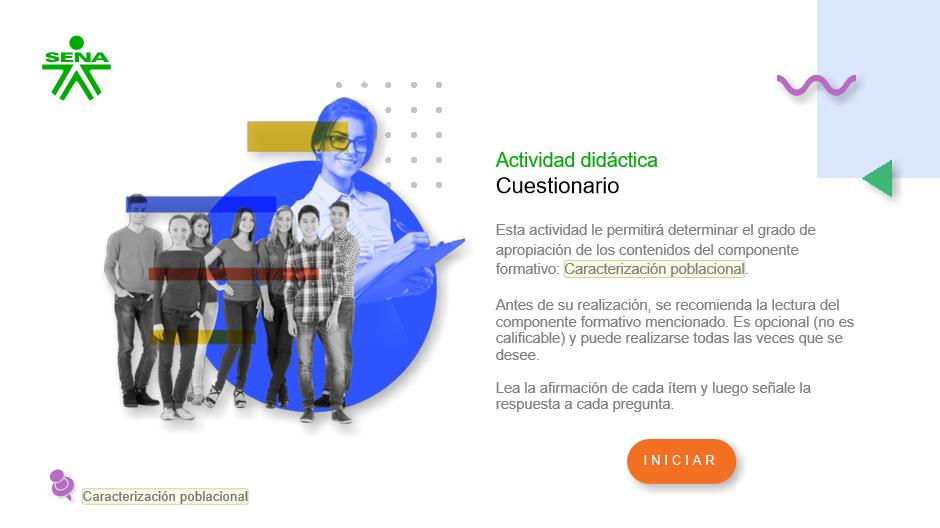 SENA
Actividad didáctica
Cuestionario
Esta actividad le permitirá determinar el grado de
apropiación de los contenidos del componente
formativo: Caracterización poblacional.
Antes de su realización, se recomienda la lectura del
componente formativo mencionado. Es opcional (no es
calificable) y puede realizarse todas las veces que se
desee.
Lea la afirmación de cada ítem y luego señale la
respuesta a cada pregunta.
INICIAR
Caracterización poblacional